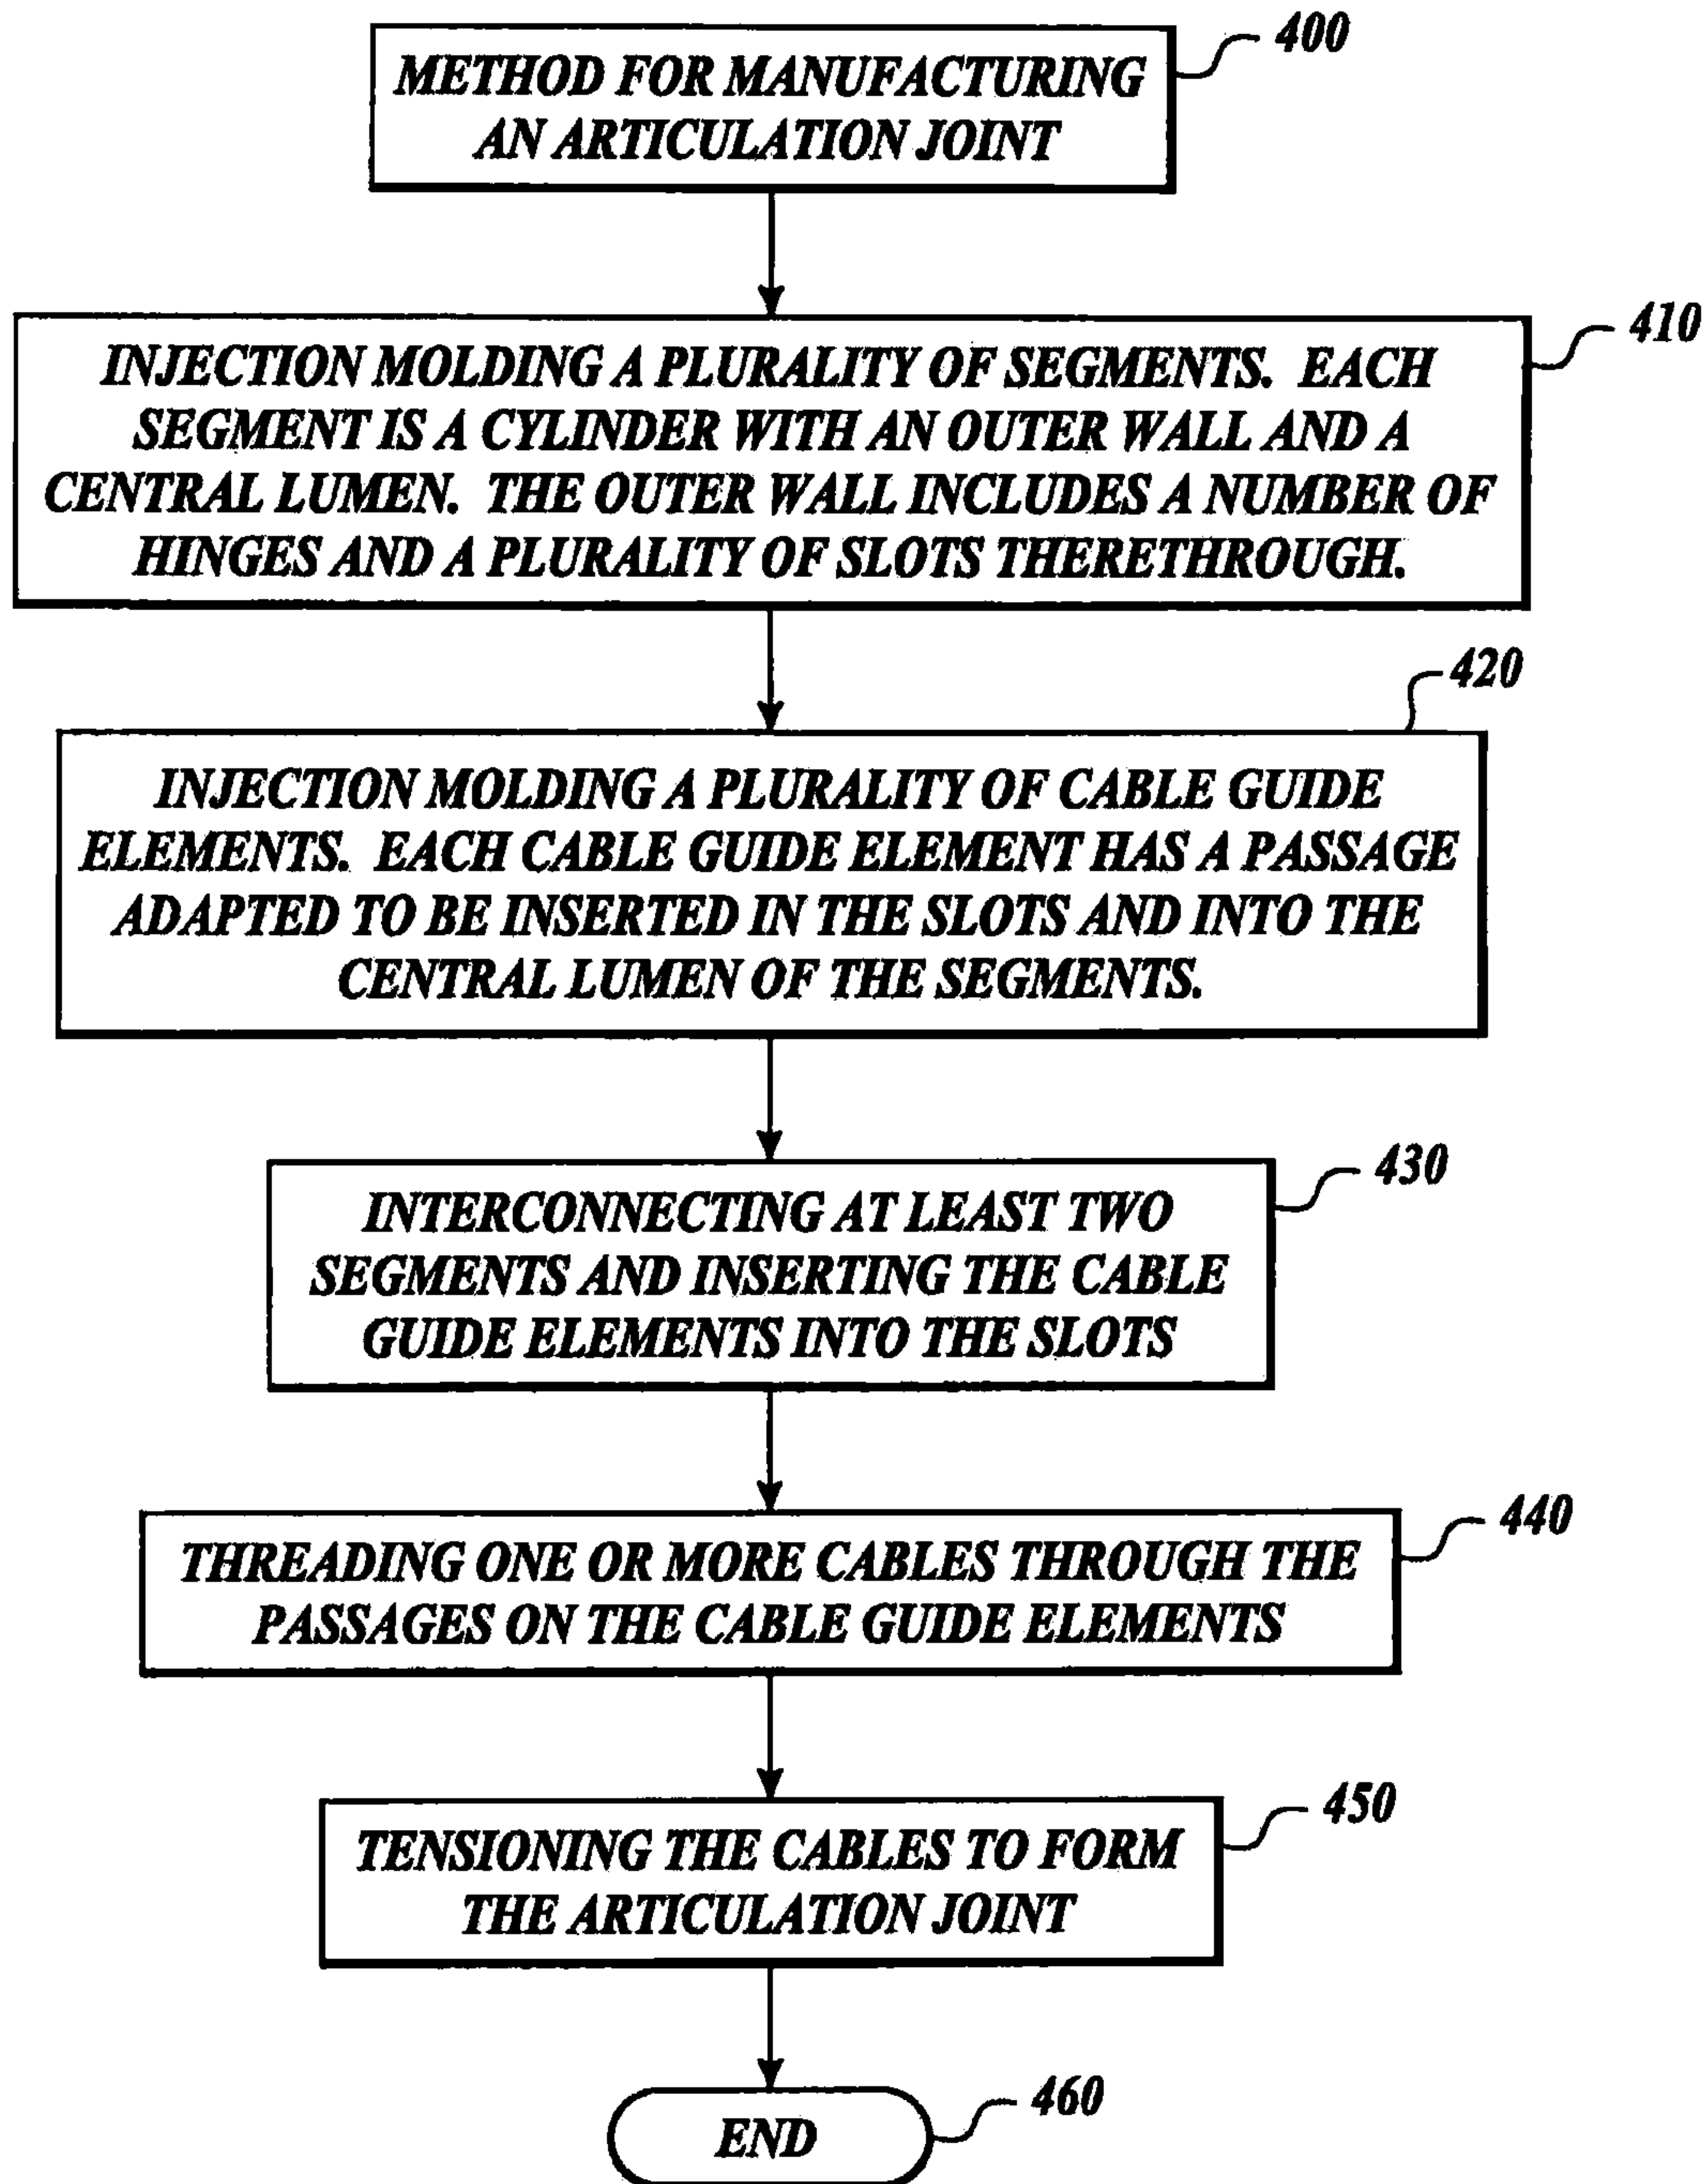 400
METHOD FOR MANUFACTURING
AN ARTICULATION JOINT
410
INJECTION MOLDING A PLURALITY OF SEGMENTS. EACH
SEGMENT IS A CYLINDER WITH AN OUTER WALL AND A
CENTRAL LUMEN. THE OUTER WALL INCLUDES A NUMBER OF
HINGES AND A PLURALITY OF SLOTS THERETHROUGH.
420
INJECTION MOLDING A PLURALITY OF CABLE GUIDE
ELEMENTS. EACH CABLE GUIDE ELEMENT HAS A PASSAGE
ADAPTED TO BE INSERTED IN THE SLOTS AND INTO THE
CENTRAL LUMEN OF THE SEGMENTS.
430
INTERCONNECTING AT LEAST TWO
SEGMENTS AND INSERTING THE CABLE
GUIDE ELEMENTS INTO THE SLOTS
440
THREADING ONE OR MORE CABLES THROUGH THE
PASSAGES ON THE CABLE GUIDE ELEMENTS
450
TENSIONING THE CABLES TO FORM
THE ARTICULATION JOINT
460
END